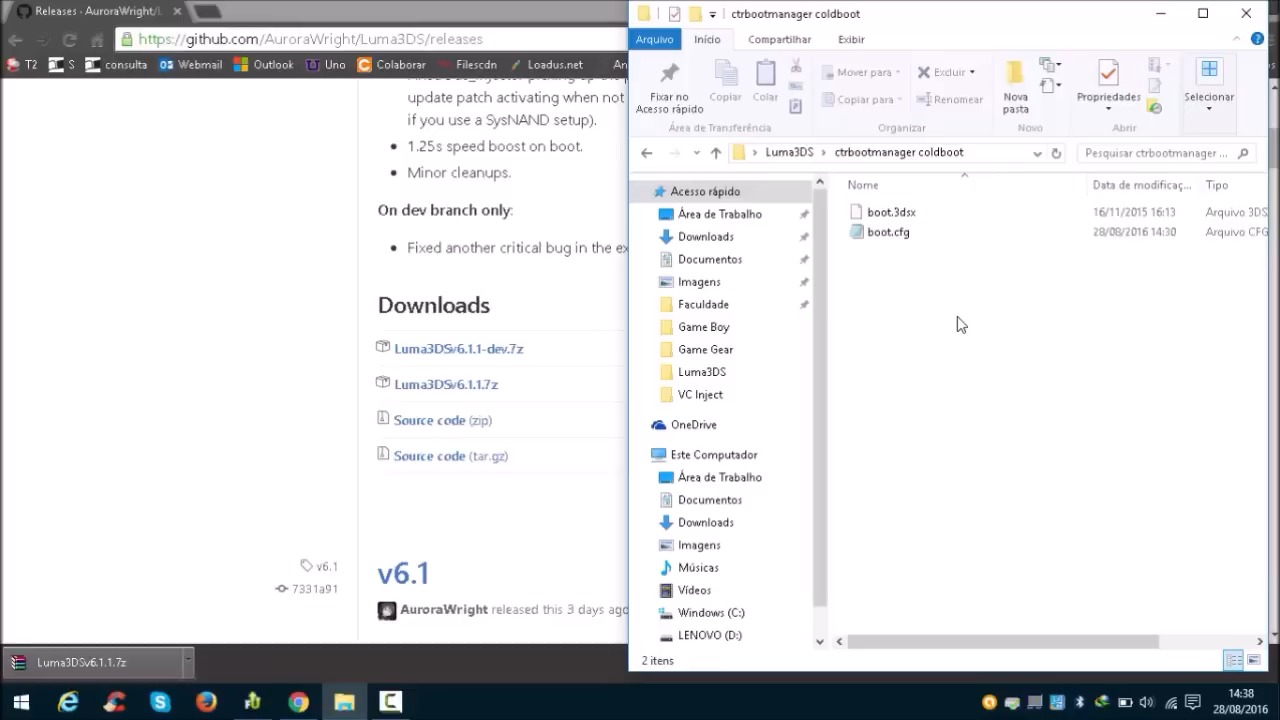 Releases · AuroraWright/L
https://github.com/AuroraWright/Luma3DS/releases
T2
S
consulta
Webmail
Outlook
Uno
Colaborar
Filescdn
Loadus.net
An
update patch activating when not
if you use a SysNAND setup).
1.25s speed boost on boot.
Minor cleanups.
On dev branch only:
Fixed another critical bug in the ex
Downloads
Luma3DSv6.1.1-dev.7z
Luma3DSv6.1.1.7z
Source code (zip)
Source code (tar.gz)
v6.1
7331a91
v6.1
AuroraWright released this 3 days ago
Luma3DSv6.1.1.7z
ctrbootmanager coldboot
Arquivo
Início
Compartilhar
Exibir
Fixar no
Acesso rápido
Copiar
Colar
Mover para
Copiar para
Excluir
Renomear
Nova
pasta
Propriedades
Selecionar
Área de Transferência
Organizar
Novo
Abrir
Luma3DS
ctrbootmanager coldboot
Pesquisar ctrbootmanager ...
Nome
Data de modificaç...
Tipo
boot.3dsx
16/11/2015 16:13
Arquivo 3DS
boot.cfg
28/08/2016 14:30
Arquivo CFG
Acesso rápido
Área de Trabalho
Downloads
Documentos
Imagens
Faculdade
Game Boy
Game Gear
Luma3DS
VC Inject
OneDrive
Este Computador
Área de Trabalho
Documentos
Downloads
Imagens
Músicas
Vídeos
Windows (C:)
LENOVO (D:)
2 itens
14:38
28/08/2016